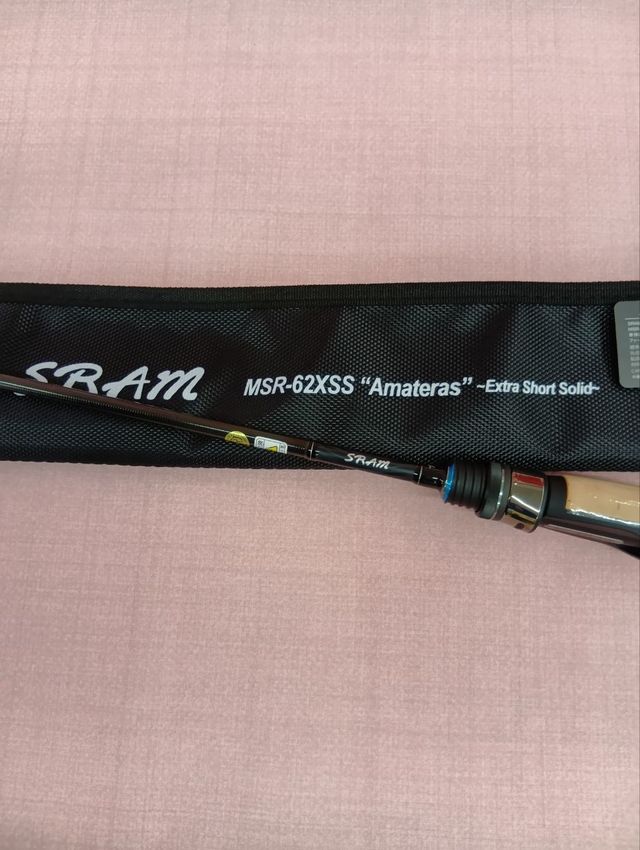 SRAM MSR-62XSS “Amateras” ~Extra Short Solid~
SRAM